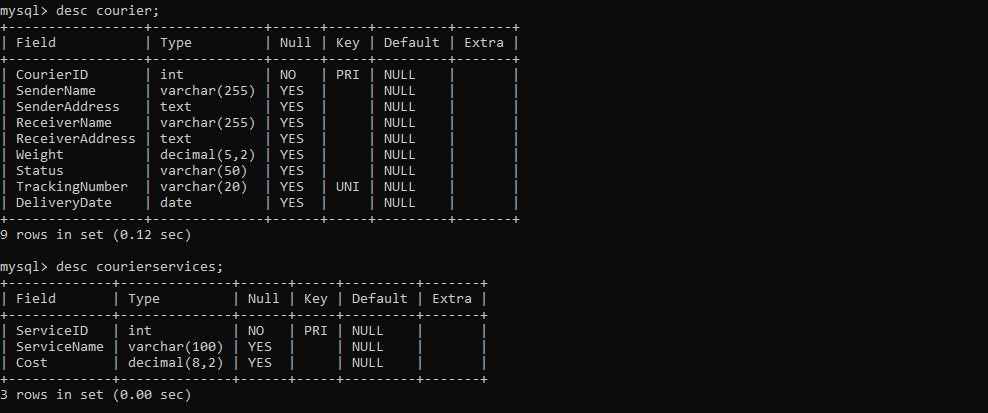 mysql> desc courier;
+-----------------+--------------+------+-----+---------+-------+
| Field           | Type         | Null | Key | Default | Extra |
+-----------------+--------------+------+-----+---------+-------+
| CourierID       | int          | NO   | PRI | NULL    |       |
| SenderName      | varchar(255) | YES  |     | NULL    |       |
| SenderAddress   | text         | YES  |     | NULL    |       |
| ReceiverName    | varchar(255) | YES  |     | NULL    |       |
| ReceiverAddress | text         | YES  |     | NULL    |       |
| Weight          | decimal(5,2) | YES  |     | NULL    |       |
| Status          | varchar(50)  | YES  |     | NULL    |       |
| TrackingNumber  | varchar(20)  | YES  | UNI | NULL    |       |
| DeliveryDate    | date         | YES  |     | NULL    |       |
+-----------------+--------------+------+-----+---------+-------+
9 rows in set (0.12 sec)

mysql> desc courierservices;
+-------------+--------------+------+-----+---------+-------+
| Field       | Type         | Null | Key | Default | Extra |
+-------------+--------------+------+-----+---------+-------+
| ServiceID   | int          | NO   | PRI | NULL    |       |
| ServiceName | varchar(100) | YES  |     | NULL    |       |
| Cost        | decimal(8,2) | YES  |     | NULL    |       |
+-------------+--------------+------+-----+---------+-------+
3 rows in set (0.00 sec)